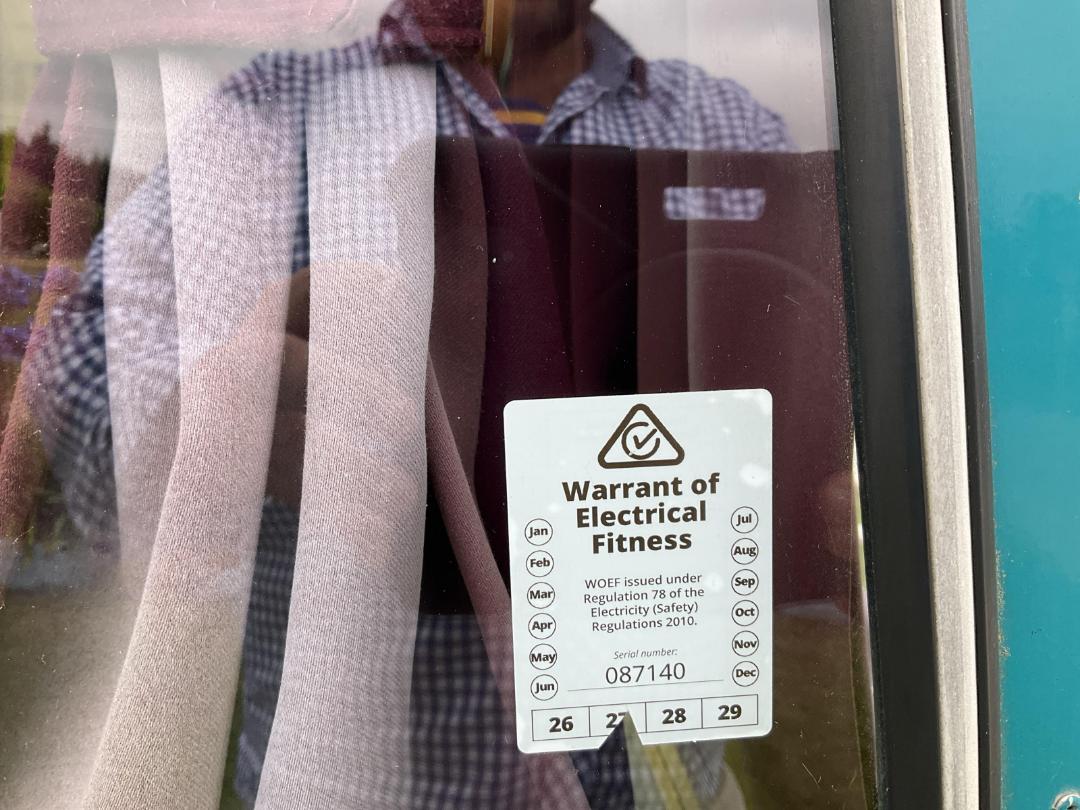 Warrant of
Electrical
Fitness
Jan
Feb
Mar
Apr
May
Jun
WOEF issued under
Regulation 78 of the
Electricity (Safety)
Regulations 2010.
Serial number:
087140
Jul
Aug
Sep
Oct
Nov
Dec
26 27 28 29